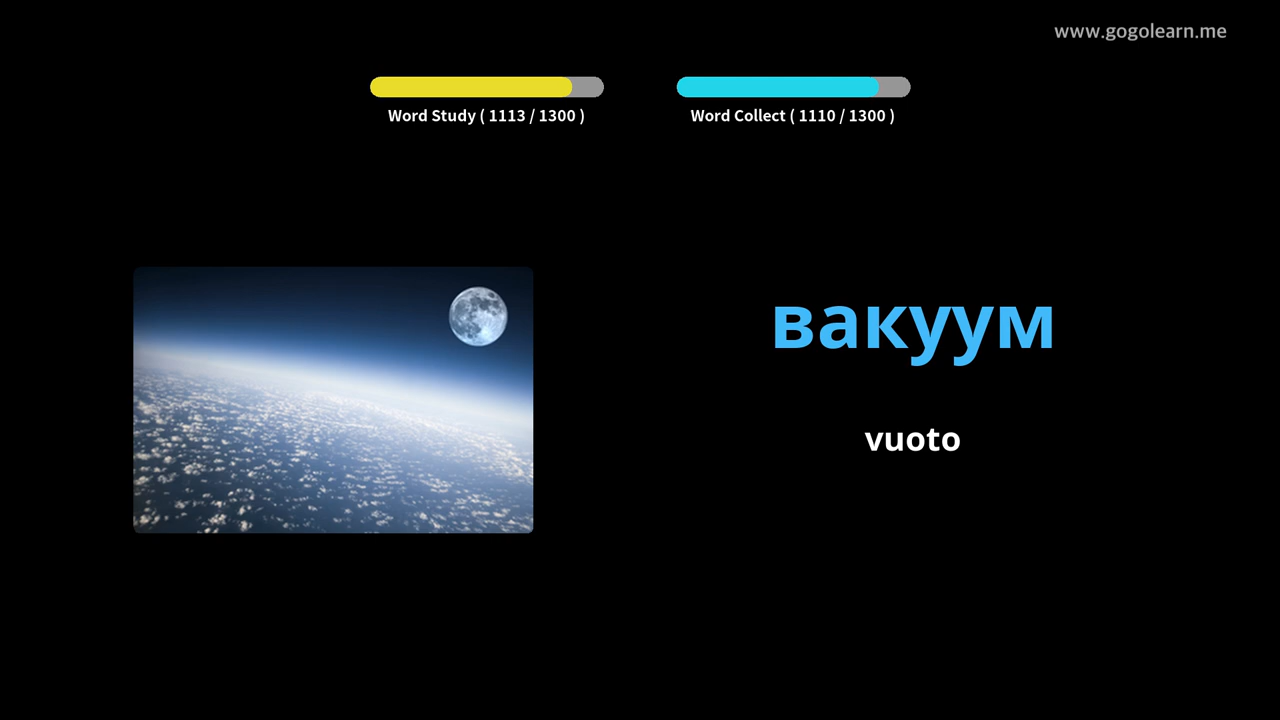 www.gogolearn.me
Word Study ( 1113 / 1300 )
Word Collect ( 1110 / 1300 )
вакуум
vuoto